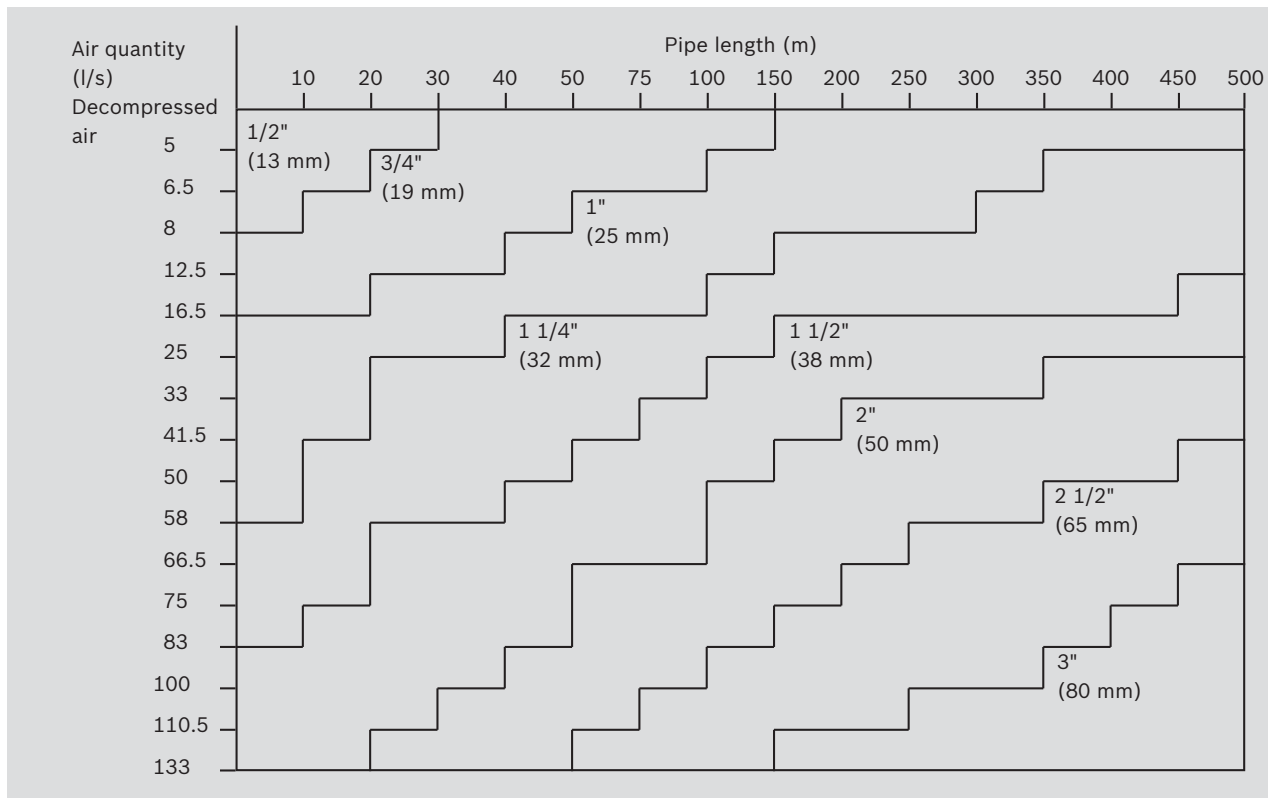 Air quantity
(l/s)
Decompressed
air
Pipe length (m)
10 20 30 40 50 75 100 150 200 250 300 350 400 450 500
5
6.5
8
12.5
16.5
25
33
41.5
50
58
66.5
75
83
100
110.5
133
1/2"
(13 mm)
3/4"
(19 mm)
1"
(25 mm)
1 1/4"
(32 mm)
1 1/2"
(38 mm)
2"
(50 mm)
2 1/2"
(65 mm)
3"
(80 mm)